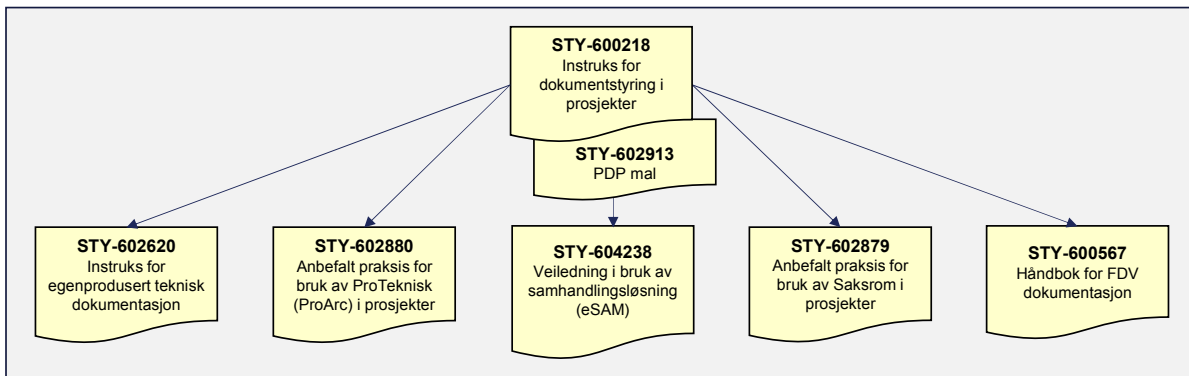 STY-600218
Instruks for
dokumentstyring i
prosjekter
STY-602913
PDP mal
STY-602620
Instruks for
egenprodusert teknisk
dokumentasjon
STY-602880
Anbefalt praksis for
bruk av ProTeknisk
(ProArc) i prosjekter
STY-604238
Veiledning i bruk av
samhandlingsløsning
(eSAM)
STY-602879
Anbefalt praksis for
bruk av Saksrom i
prosjekter
STY-600567
Håndbok for FDV
dokumentasjon